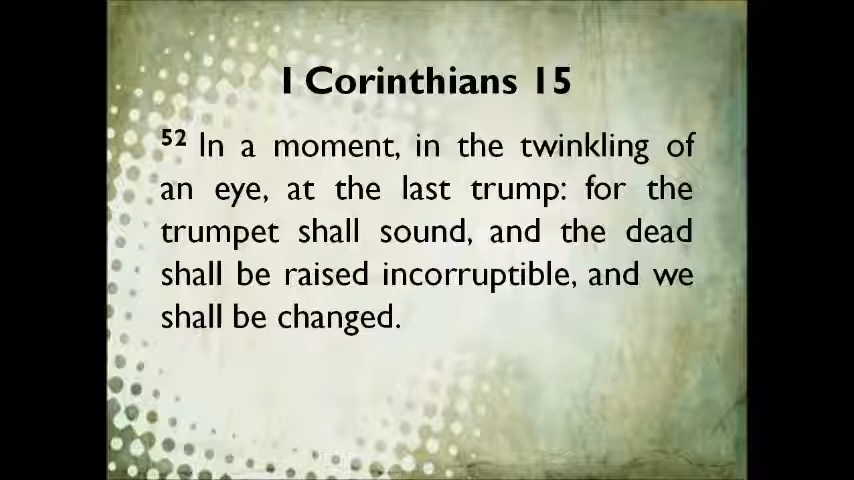 I Corinthians 15
52 In a moment, in the twinkling of
an eye, at the last trump: for the
trumpet shall sound, and the dead
shall be raised incorruptible, and we
shall be changed.